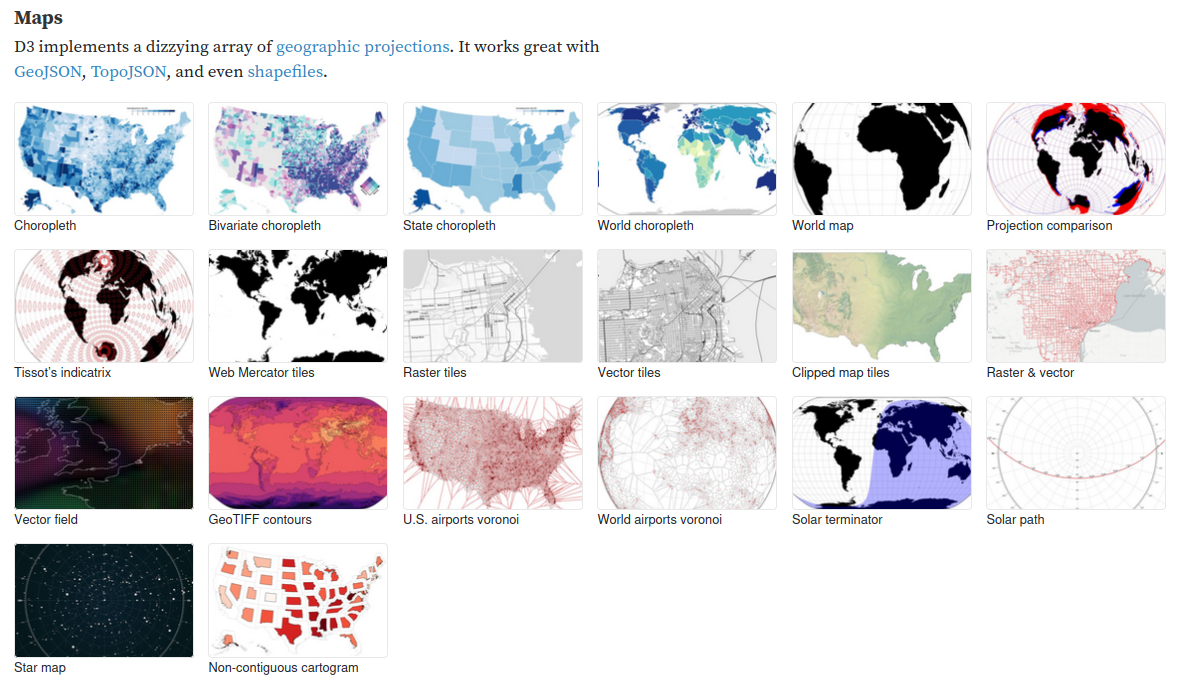 Maps
D3 implements a dizzying array of geographic projections. It works great with
GeoJSON, TopoJSON, and even shapefiles.
Choropleth
Bivariate choropleth
State choropleth
World choropleth
World map
Projection comparison
Tissot's indicatrix
Web Mercator tiles
Raster tiles
Vector tiles
Clipped map tiles
Raster & vector
Vector field
GeoTIFF contours
U.S. airports voronoi
World airports voronoi
Solar terminator
Solar path
Star map
Non-contiguous cartogram